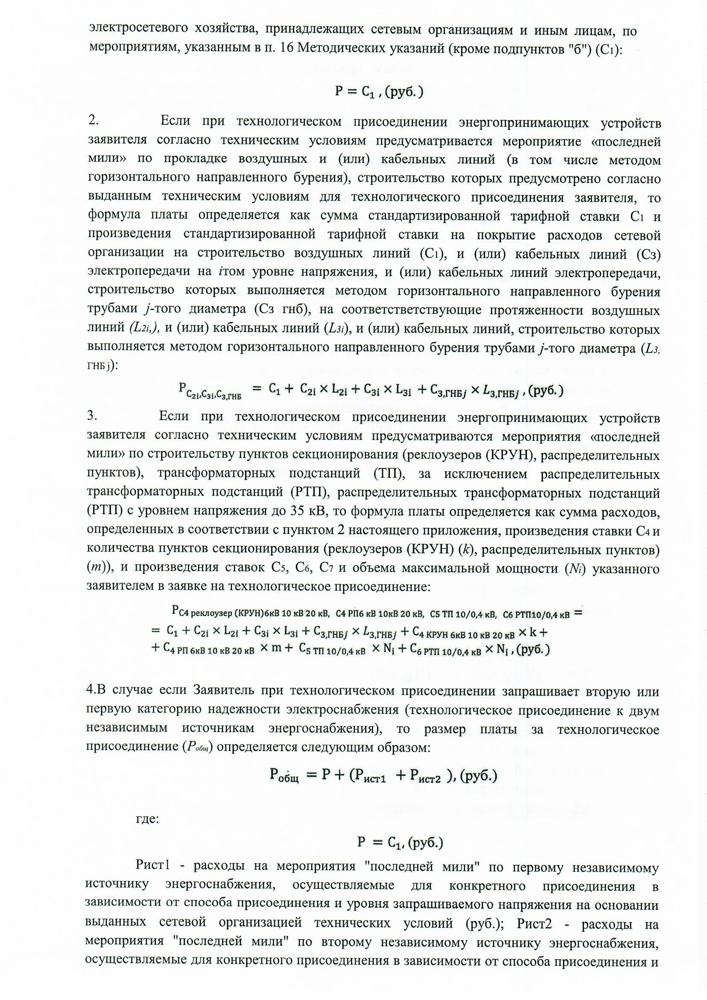 электросетевого хозяйства, принадлежащих сетевым организациям и иным лицам, по
мероприятиям, указанным в п. 16 Методических указаний (кроме подпунктов "б") (С1):
P = C₁ , (руб. )
2. Если при технологическом присоединении энергопринимающих устройств
заявителя согласно техническим условиям предусматривается мероприятие «последней
мили» по прокладке воздушных и (или) кабельных линий (в том числе методом
горизонтального направленного бурения), строительство которых предусмотрено согласно
выданным техническим условиям для технологического присоединения заявителя, то
формула платы определяется как сумма стандартизированной тарифной ставки С1 и
произведения стандартизированной тарифной ставки на покрытие расходов сетевой
организации на строительство воздушных линий (С1), и (или) кабельных линий (Сз)
электропередачи на iтом уровне напряжения, и (или) кабельных линий электропередачи,
строительство которых выполняется методом горизонтального направленного бурения
трубами j-того диаметра (Сз гнб), на соответстветствующие протяженности воздушных
линий (L2i,), и (или) кабельных линий (L3i), и (или) кабельных линий, строительство которых
выполняется методом горизонтального направленного бурения трубами j-того диаметра (L3,
ГНБ j):
P C2i,C3i,C3,ГНБ = C₁ + C2i × L2i + C3i × L3i + C3,ГНБj × L3,ГНБj , (руб. )
3. Если при технологическом присоединении энергопринимающих устройств
заявителя согласно техническим условиям предусматриваются мероприятия «последней
мили» по строительству пунктов секционирования (реклоузеров (КРУН), распределительных
пунктов), трансформаторных подстанций (ТП), за исключением распределительных
трансформаторных подстанций (РТП), распределительных трансформаторных подстанций
(РТП) с уровнем напряжения до 35 кВ, то формула платы определяется как сумма расходов,
определенных в соответствии с пунктом 2 настоящего приложения, произведения ставки С4 и
количества пунктов секционирования (реклоузеров (КРУН) (k), распределительных пунктов)
(m)), и произведения ставок С5, С6, С7 и объема максимальной мощности (Ni) указанного
заявителем в заявке на технологическое присоединение:
P C4 реклоузер (КРУН)6кВ 10 кВ 20 кВ, C4 РП6 кВ 10кВ 20 кВ, C5 ТП 10/0,4 кВ, C6 РТП10/0,4 кВ =
= C₁ + C2i × L2i + C3i × L3i + C3,ГНБj × L3,ГНБj + C4 КРУН 6кВ 10 кВ 20 кВ × k +
+ C4 РП 6кВ 10 кВ 20 кВ × m + C5 ТП 10/0,4 кВ × Ni + C6 РТП 10/0,4 кВ × Ni , (руб. )
4.В случае если Заявитель при технологическом присоединении запрашивает вторую или
первую категорию надежности электроснабжения (технологическое присоединение к двум
независимым источникам энергоснабжения), то размер платы за технологическое
присоединение (Pобщ) определяется следующим образом:
Pобщ = P + (Pист1 + Pист2 ), (руб.)
где:
P = C₁, (руб.)
Рист1 - расходы на мероприятия "последней мили" по первому независимому
источнику энергоснабжения, осуществляемые для конкретного присоединения в
зависимости от способа присоединения и уровня запрашиваемого напряжения на основании
выданных сетевой организацией технических условий (руб.); Рист2 - расходы на
мероприятия "последней мили" по второму независимому источнику энергоснабжения,
осуществляемые для конкретного присоединения в зависимости от способа присоединения и